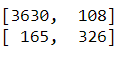 [3630, 108]
[ 165, 326]